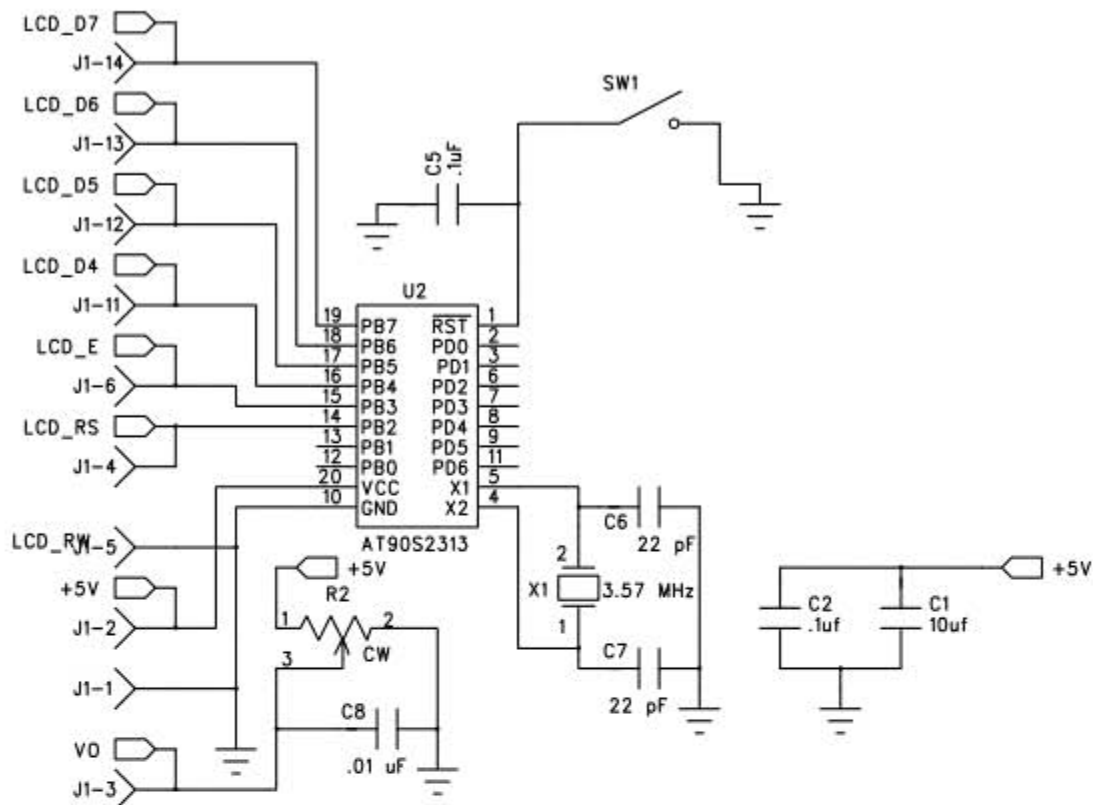 LCD_D7
J1-14
LCD_D6
J1-13
LCD_D5
J1-12
LCD_D4
J1-11
LCD_E
J1-6
LCD_RS
J1-4
LCD_RW
J1-5
+5V
J1-2
J1-1
VO
J1-3
SW1
C5
.1uF
U2
19 PB7
18 PB6
17 PB5
16 PB4
15 PB3
14 PB2
13 PB1
12 PB0
20 VCC
10 GND
RST 1
PD0 2
PD1 3
PD2 6
PD3 7
PD4 8
PD5 9
PD6 11
X1 5
X2 4
AT90S2313
+5V
R2
1
2
3
CW
C8
.01 uF
C6
22 pF
2
X1
3.57 MHz
1
C7
22 pF
+5V
C2
.1uf
C1
10uf